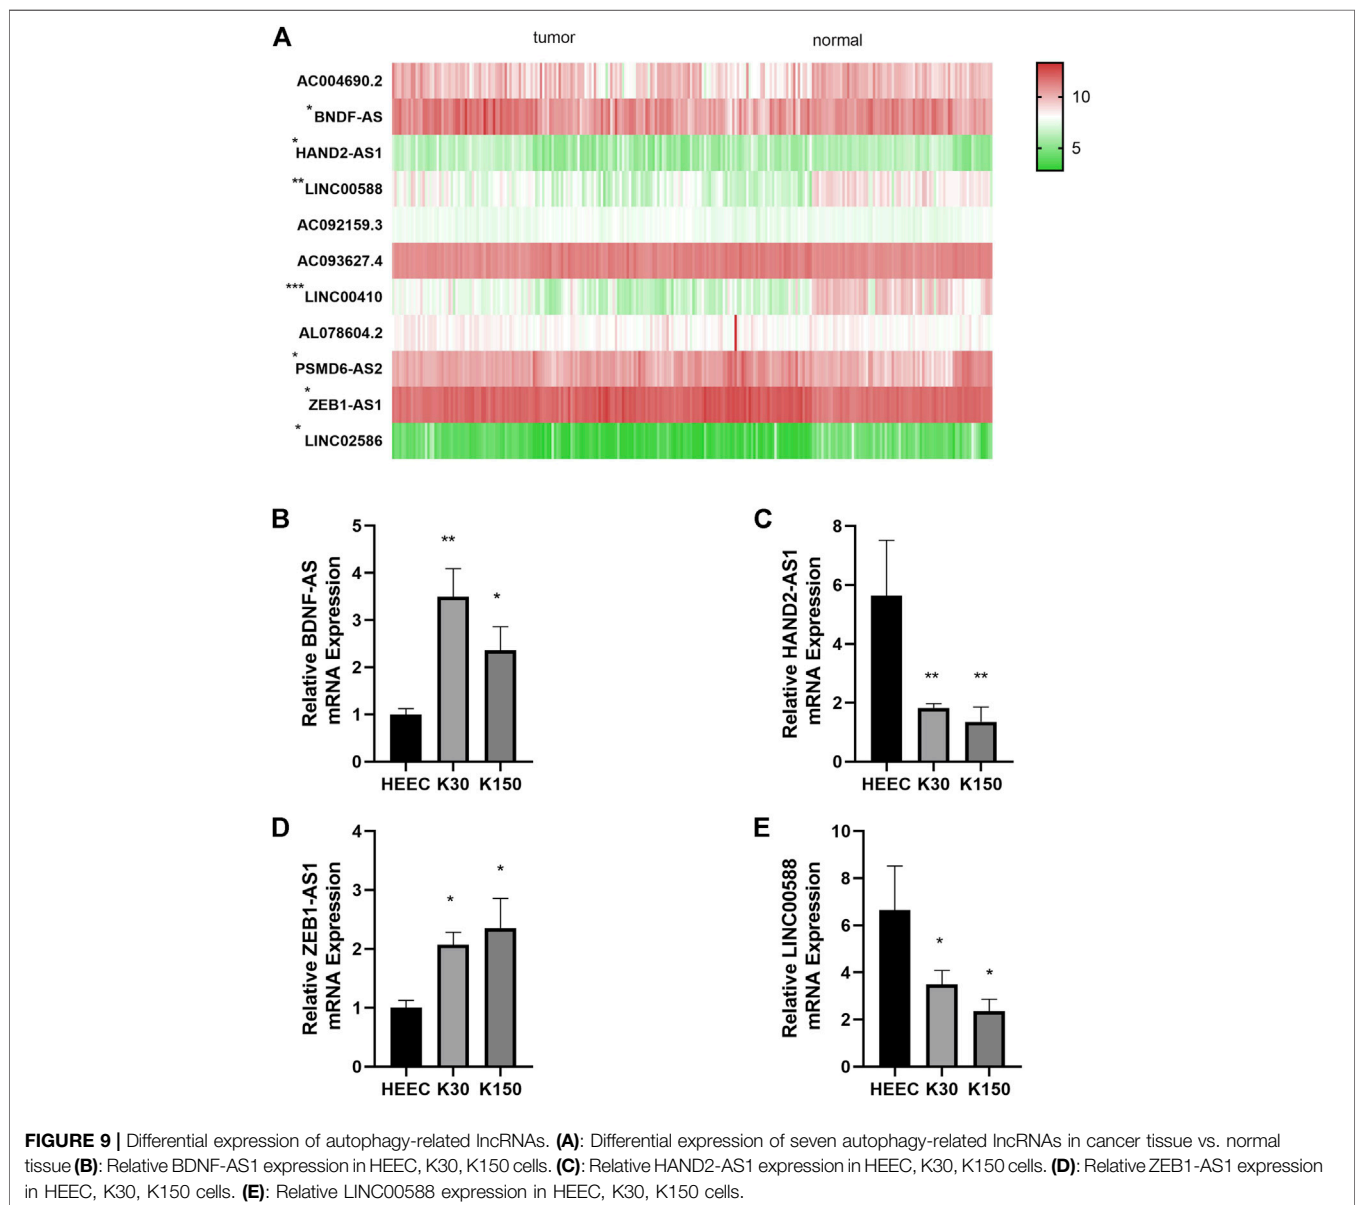 A
tumor
normal
AC004690.2
*BNDF-AS
*HAND2-AS1
**LINC00588
AC092159.3
AC093627.4
***LINC00410
AL078604.2
*PSMD6-AS2
*ZEB1-AS1
*LINC02586
10
5
B
Relative BDNF-AS
mRNA Expression
5
4
3
2
1
0
**
*
HEEC K30 K150
C
Relative HAND2-AS1
mRNA Expression
8
6
4
2
0
**
**
HEEC K30 K150
D
Relative ZEB1-AS1
mRNA Expression
4
3
2
1
0
*
*
HEEC K30 K150
E
Relative LINC00588
mRNA Expression
10
8
6
4
2
0
*
*
HEEC K30 K150
FIGURE 9 | Differential expression of autophagy-related lncRNAs. (A): Differential expression of seven autophagy-related lncRNAs in cancer tissue vs. normal
tissue (B): Relative BDNF-AS1 expression in HEEC, K30, K150 cells. (C): Relative HAND2-AS1 expression in HEEC, K30, K150 cells. (D): Relative ZEB1-AS1 expression
in HEEC, K30, K150 cells. (E): Relative LINC00588 expression in HEEC, K30, K150 cells.